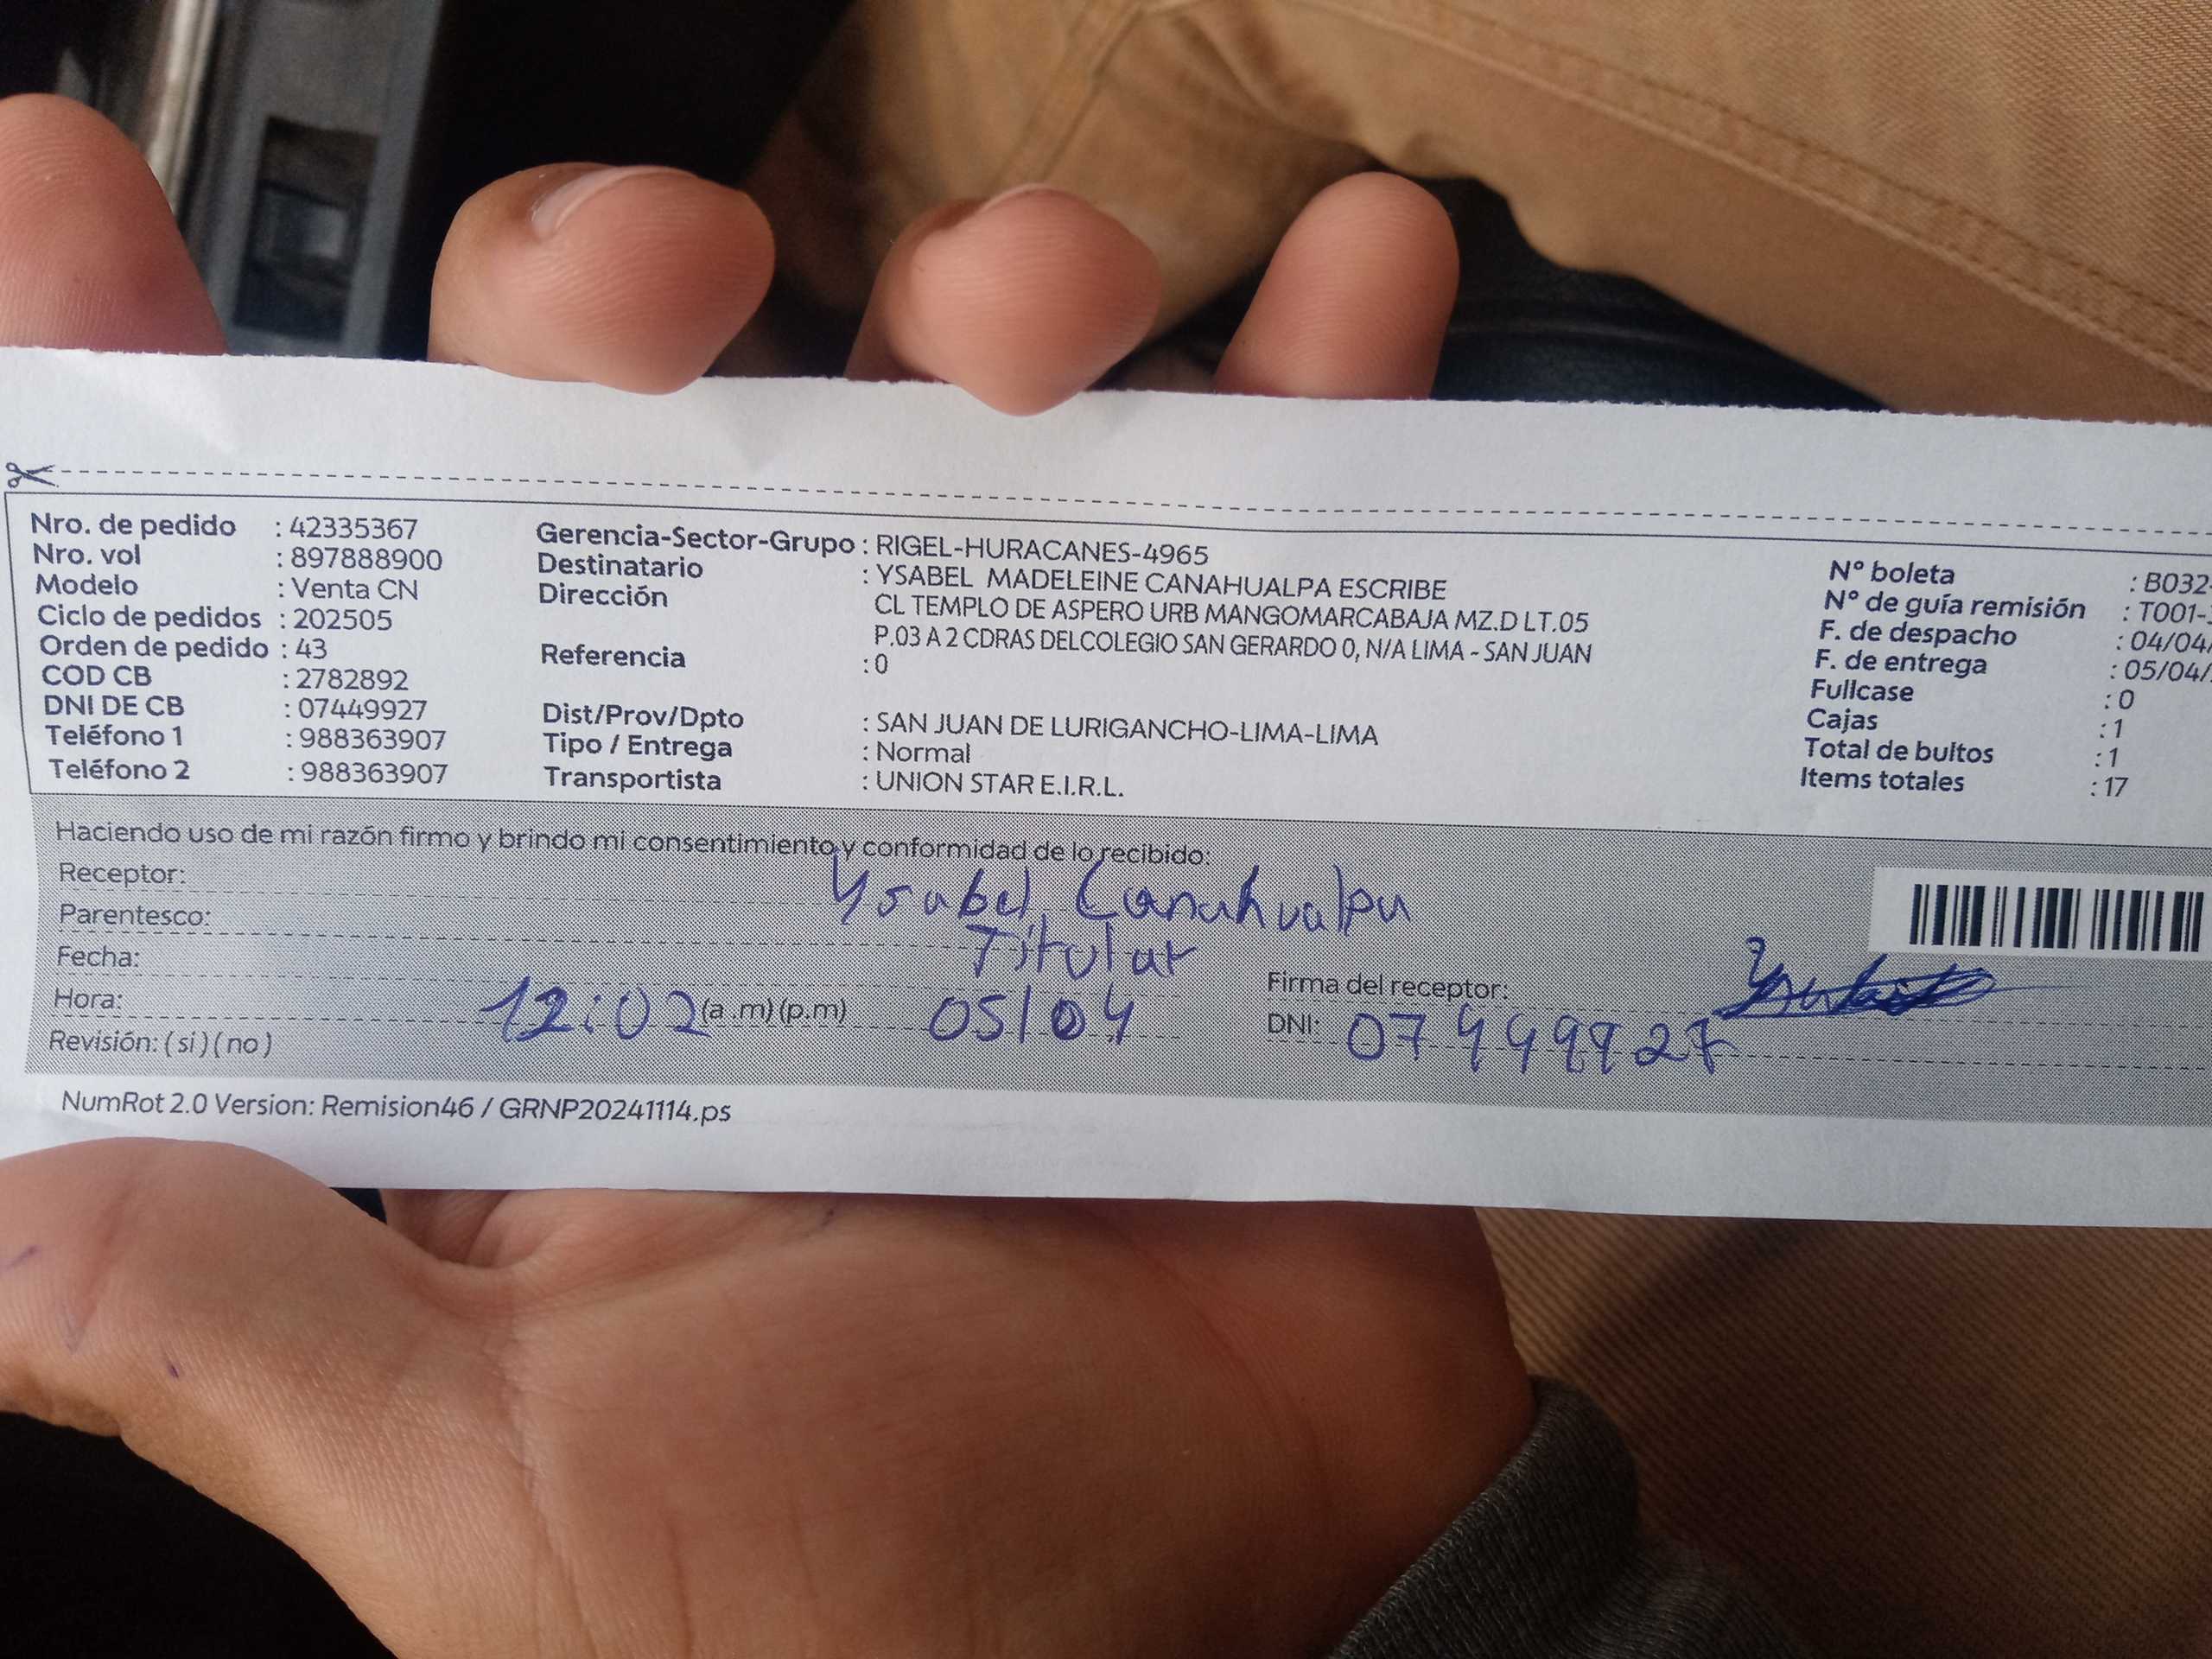 Nro. de pedido : 42335367
Nro. vol : 897888900
Modelo : Venta CN
Ciclo de pedidos : 202505
Orden de pedido : 43
COD CB : 2782892
DNI DE CB : 07449927
Teléfono 1 : 988363907
Teléfono 2 : 988363907
Gerencia-Sector-Grupo : RIGEL-HURACANES-4965
Destinatario : YSABEL MADELEINE CANAHUALPA ESCRIBE
Dirección CL TEMPLO DE ASPERO URB MANGOMARCABAJA MZ.D LT.05
P.03 A 2 CDRAS DELCOLEGIO SAN GERARDO 0, N/A LIMA - SAN JUAN
Referencia : 0
Dist/Prov/Dpto : SAN JUAN DE LURIGANCHO-LIMA-LIMA
Tipo / Entrega : Normal
Transportista : UNION STAR E.I.R.L.
N° boleta : B032-
N° de guía remisión : T001-
F. de despacho : 04/04/
F. de entrega : 05/04/
Fullcase : 0
Cajas : 1
Total de bultos : 1
Items totales : 17
Haciendo uso de mi razón firmo y brindo mi consentimiento y conformidad de lo recibido:
Receptor: Ysabel Canahualpa
Parentesco: Titular
Fecha: 05/04
Hora: 12:02 (a.m) (p.m)
Revisión: ( si ) ( no )
Firma del receptor:
DNI: 07449927
NumRot 2.0 Version: Remision46 / GRNP20241114.ps